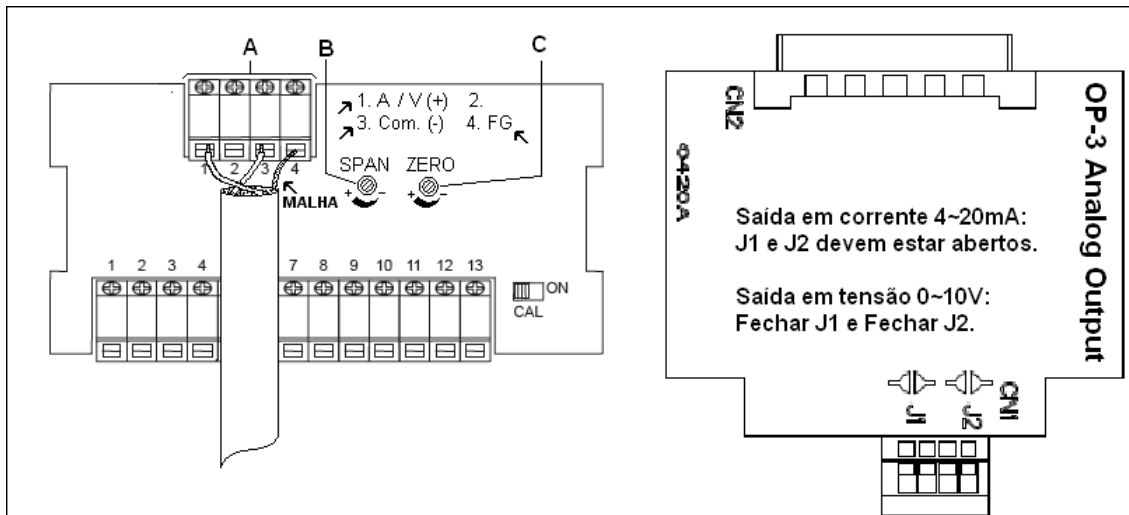 A
B
C
1. A / V (+) 2.
3. Com. (-) 4. FG
1 2 3 4
SPAN ZERO
+ - + -
MALHA
1 2 3 4 7 8 9 10 11 12 13
ON
CAL
CN2
OP-3 Analog Output
Saída em corrente 4~20mA:
J1 e J2 devem estar abertos.
Saída em tensão 0~10V:
Fechar J1 e Fechar J2.
J1
J2
CN1